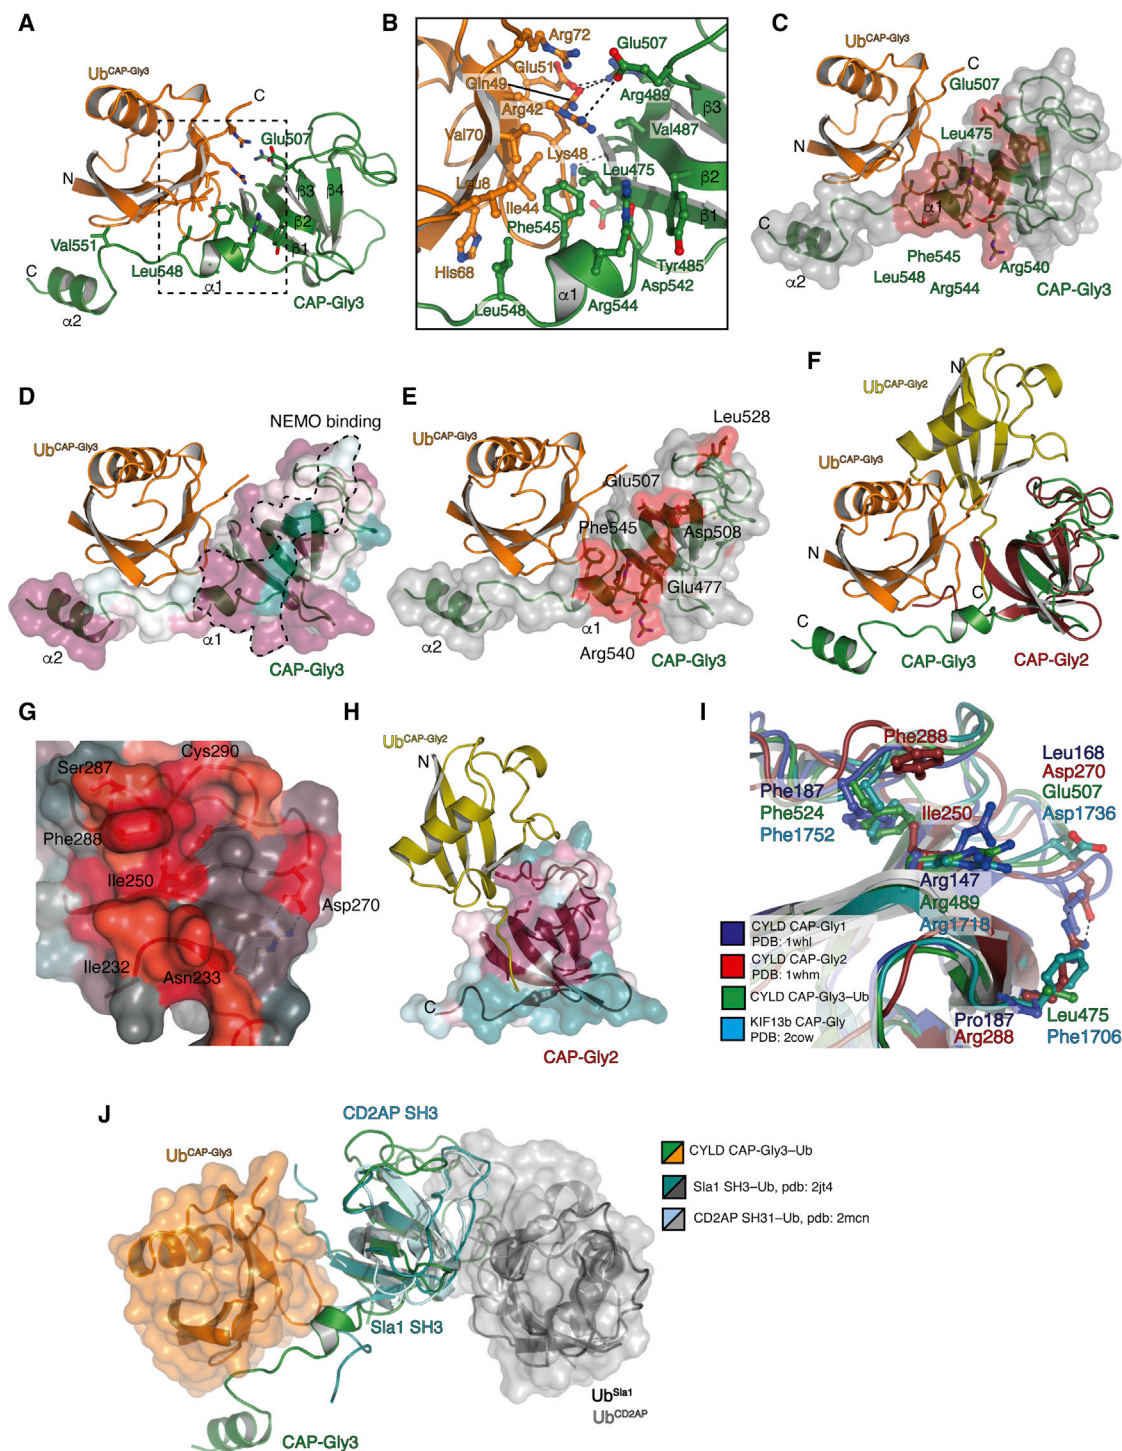 A
Ub^CAP-Gly3
C
Glu507
N
β3
β4
β2
β1
Val551
C
Leu548
α1
α2
CAP-Gly3
B
Arg72
Glu507
Glu51
Gln49
Arg489
Arg42
β3
Val487
Val70
Lys48
Leu475
β2
Leu8
Ile44
β1
Phe545
His68
Tyr485
Asp542
α1
Leu548
Arg544
C
Ub^CAP-Gly3
C
Glu507
Leu475
N
α1
C
Phe545
Arg540
α2
Leu548
Arg544
CAP-Gly3
D
NEMO binding
Ub^CAP-Gly3
α1
α2
CAP-Gly3
E
Leu528
Ub^CAP-Gly3
Glu507
Phe545
Asp508
Glu477
α1
α2
Arg540
CAP-Gly3
F
N
Ub^CAP-Gly2
Ub^CAP-Gly3
N
C
C
CAP-Gly3
CAP-Gly2
G
Cys290
Ser287
Phe288
Ile250
Asp270
Ile232
Asn233
H
Ub^CAP-Gly2
N
C
CAP-Gly2
I
Phe288
Leu168
Asp270
Glu507
Asp1736
Phe187
Phe524
Phe1752
Ile250
Arg147
Arg489
Arg1718
CYLD CAP-Gly1
PDB: 1whl
CYLD CAP-Gly2
PDB: 1whm
CYLD CAP-Gly3–Ub
KIF13b CAP-Gly
PDB: 2cow
Pro187
Arg288
Leu475
Phe1706
J
CD2AP SH3
Ub^CAP-Gly3
CYLD CAP-Gly3–Ub
Sla1 SH3–Ub, pdb: 2jt4
CD2AP SH31–Ub, pdb: 2mcn
Sla1 SH3
Ub^Sla1
Ub^CD2AP
CAP-Gly3